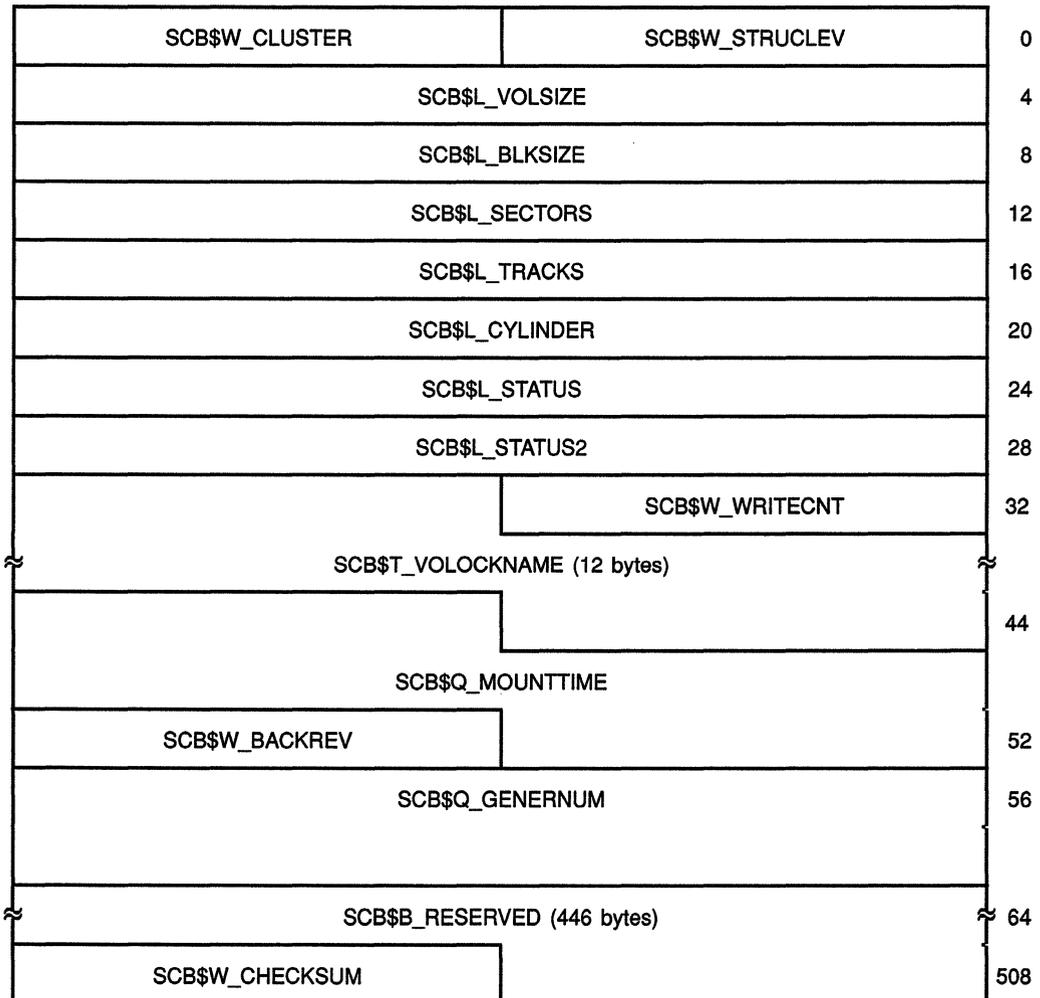 SCB$W_CLUSTER SCB$W_STRUCLEV 0
SCB$L_VOLSIZE 4
SCB$L_BLKSIZE 8
SCB$L_SECTORS 12
SCB$L_TRACKS 16
SCB$L_CYLINDER 20
SCB$L_STATUS 24
SCB$L_STATUS2 28
SCB$W_WRITECNT 32
SCB$T_VOLOCKNAME (12 bytes)
44
SCB$Q_MOUNTTIME
SCB$W_BACKREV 52
SCB$Q_GENERNUM 56
SCB$B_RESERVED (446 bytes) 64
SCB$W_CHECKSUM 508